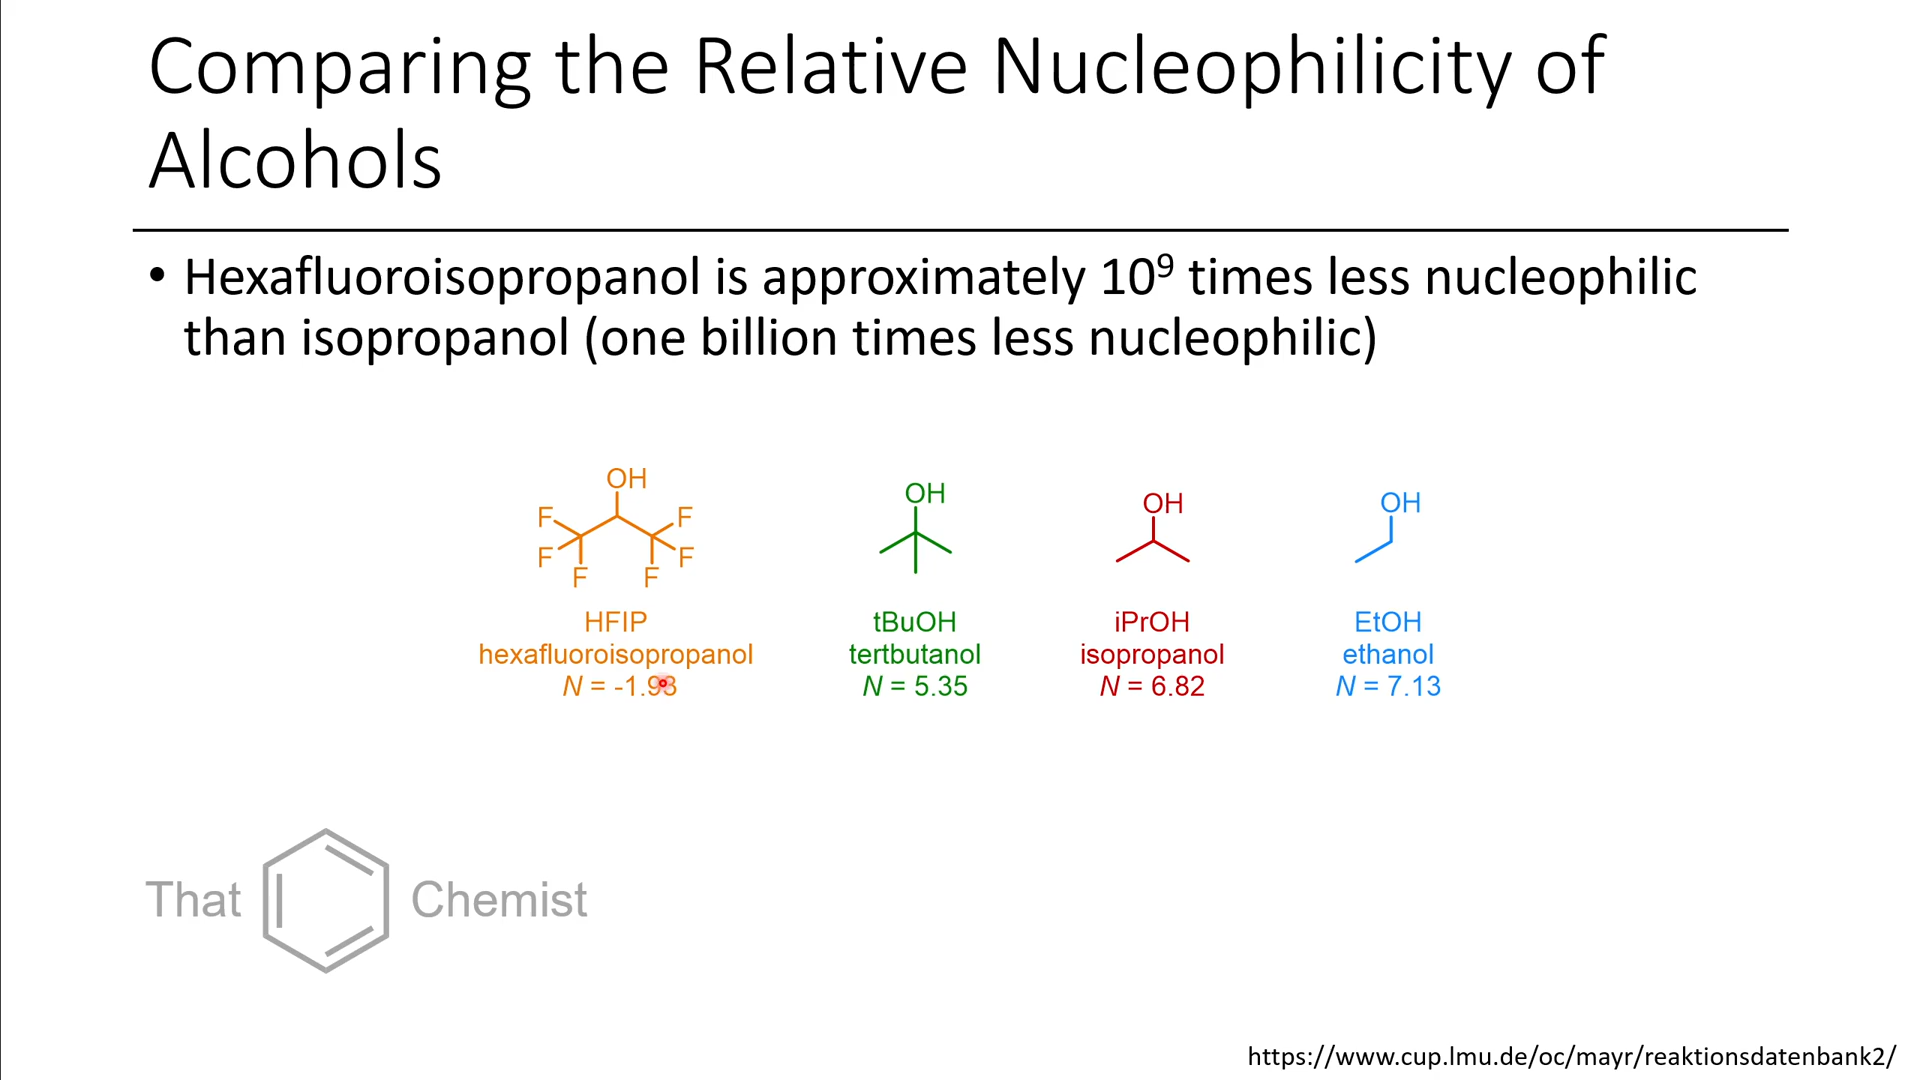 Comparing the Relative Nucleophilicity of
Alcohols
• Hexafluoroisopropanol is approximately 10⁹ times less nucleophilic
than isopropanol (one billion times less nucleophilic)
OH
F F
F F
F F
HFIP
hexafluoroisopropanol
N = -1.93
OH
tBuOH
tertbutanol
N = 5.35
OH
iPrOH
isopropanol
N = 6.82
OH
EtOH
ethanol
N = 7.13
That Chemist
https://www.cup.lmu.de/oc/mayr/reaktionsdatenbank2/